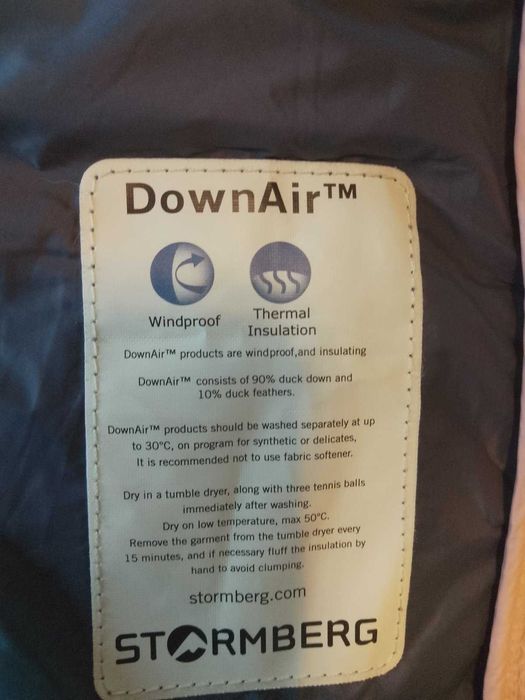 DownAir™
Windproof
Thermal
Insulation
DownAir™ products are windproof,and insulating
DownAir™ consists of 90% duck down and
10% duck feathers.
DownAir™ products should be washed separately at up
to 30°C, on program for synthetic or delicates.
It is recommended not to use fabric softener.
Dry in a tumble dryer, along with three tennis balls
immediately after washing.
Dry on low temperature, max 50°C.
Remove the garment from the tumble dryer every
15 minutes, and if necessary fluff the insulation by
hand to avoid clumping.
stormberg.com
STORMBERG